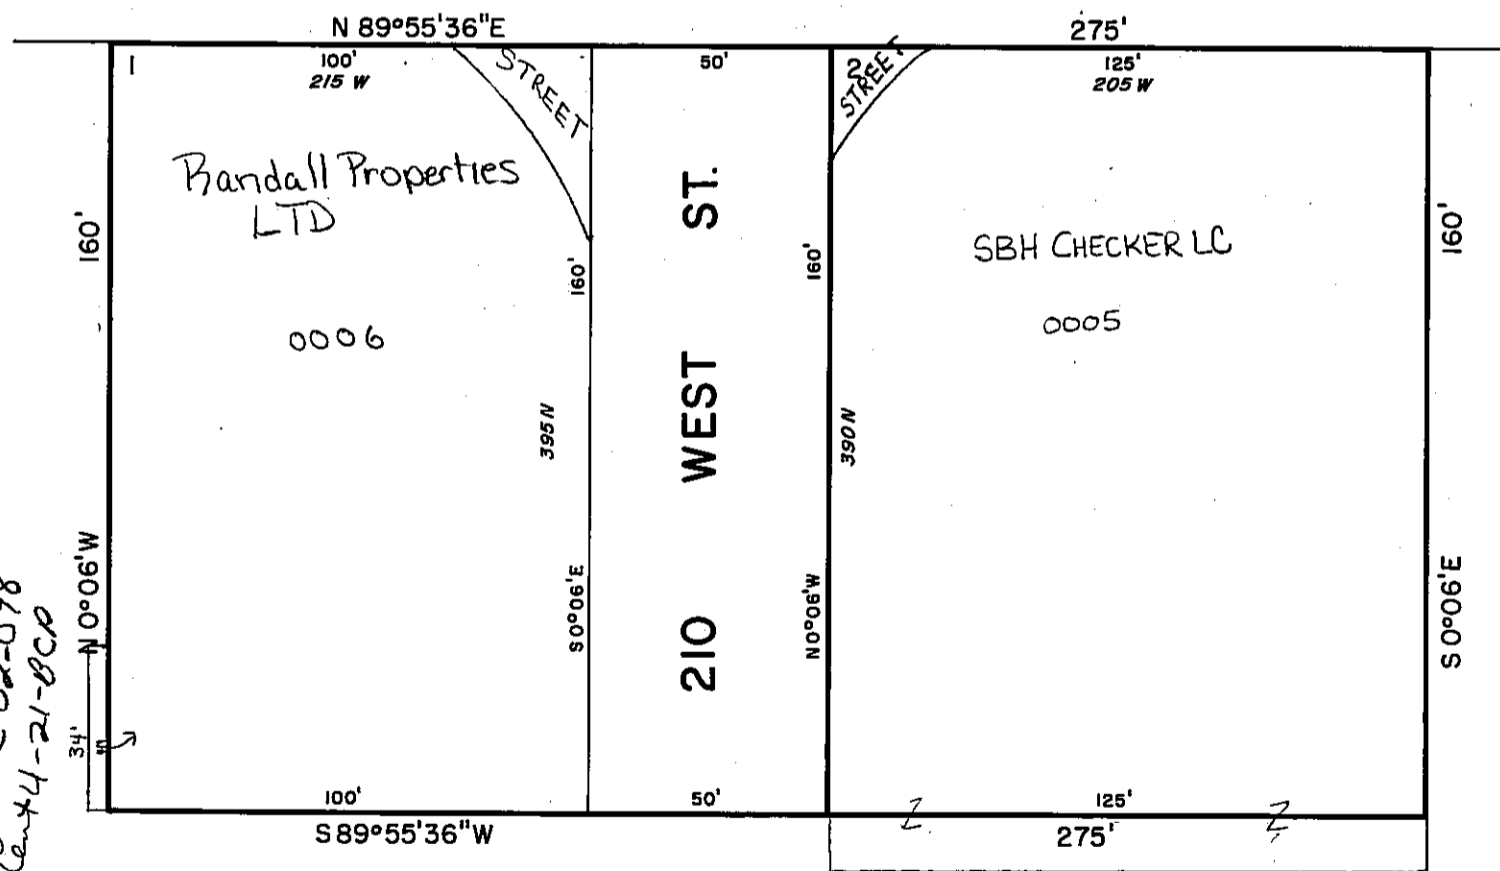 N 89°55'36"E
275'
1
100'
215 W
STREET
50'
2
STREET
125'
205 W
Randall Properties
LTD
0006
160'
160'
395 N
S 0°06'E
210 WEST ST.
160'
390 N
N 0°06'W
SBH CHECKER LC
0005
160'
S 0°06'E
N 0°06'W
34'
100'
50'
125'
S 89°55'36"W
275'